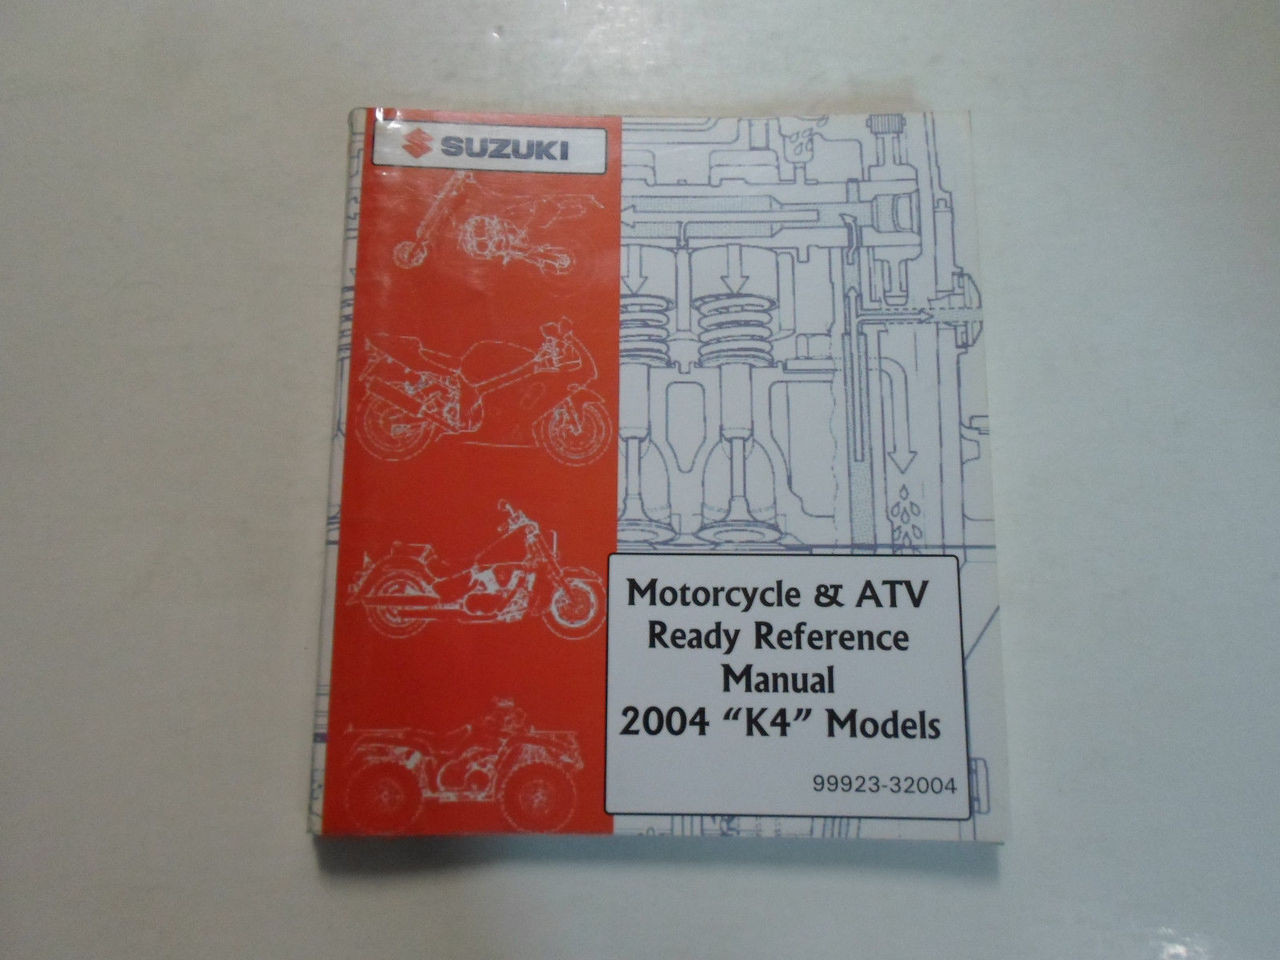 SUZUKI
Motorcycle & ATV
Ready Reference
Manual
2004 “K4” Models
99923-32004